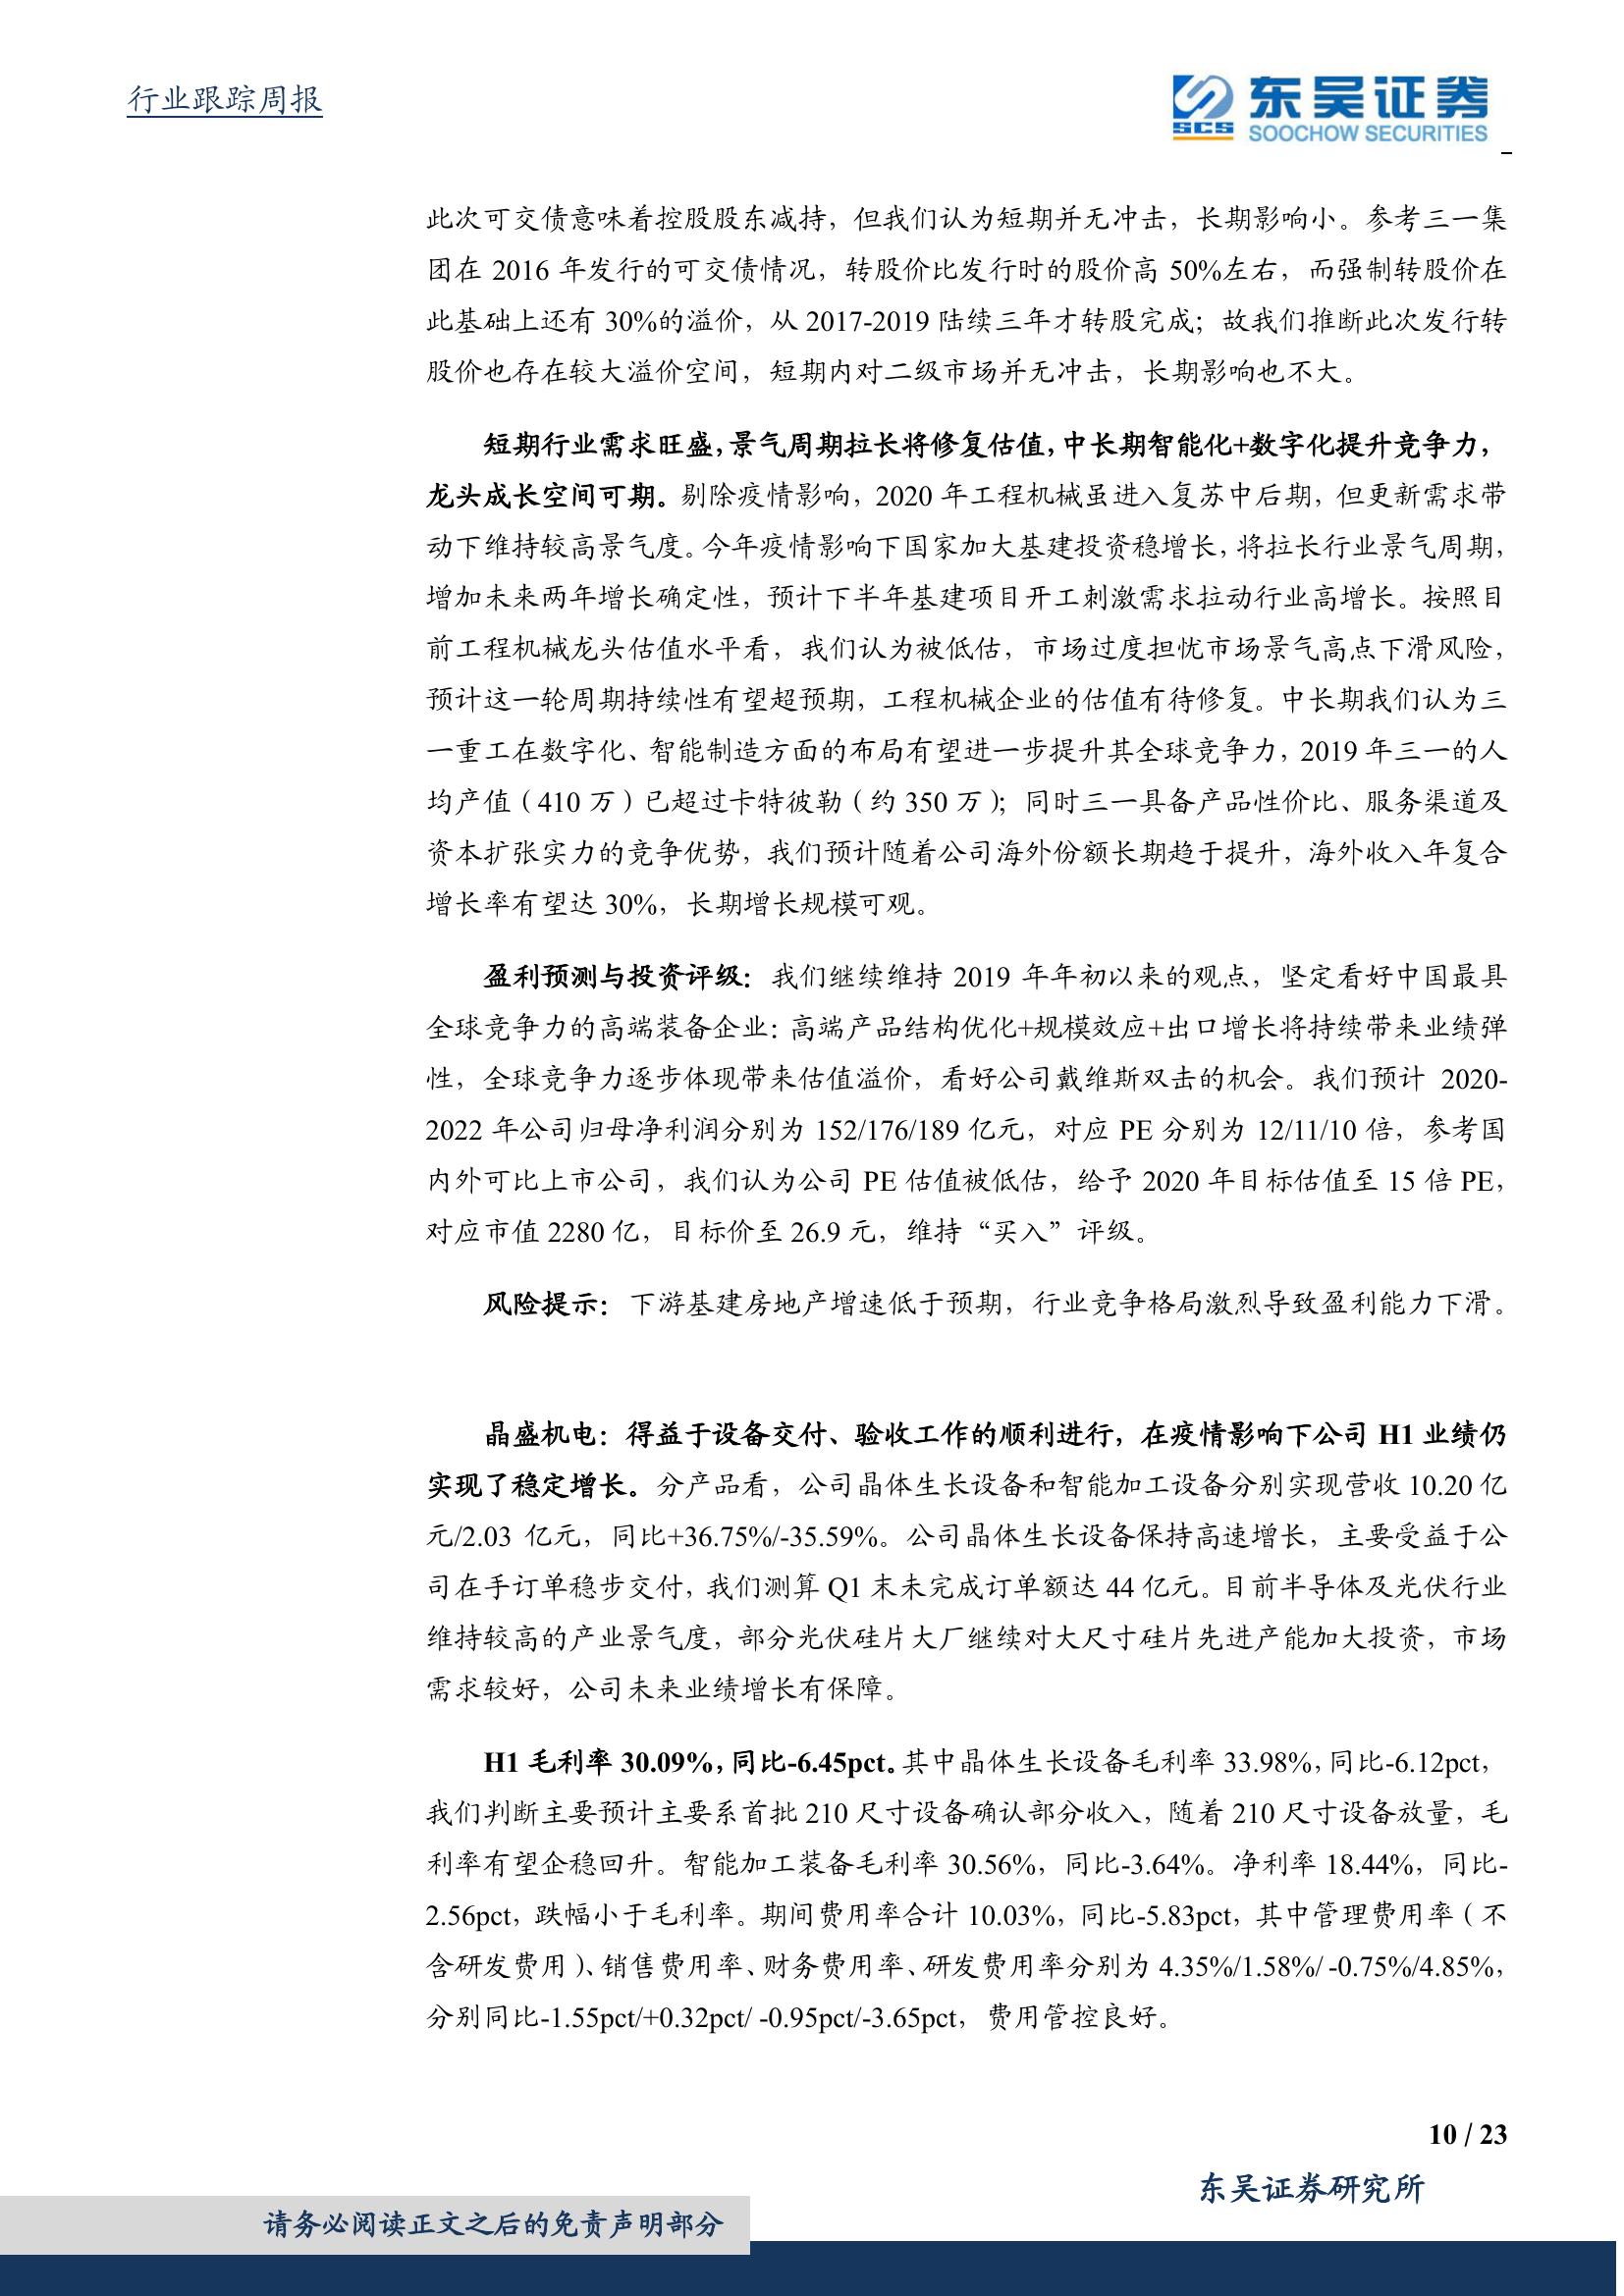 行业跟踪周报
SCS
东吴证券
SOOCHOW SECURITIES
此次可交债意味着控股股东减持，但我们认为短期并无冲击，长期影响小。参考三一集
团在 2016 年发行的可交债情况，转股价比发行时的股价高 50%左右，而强制转股价在
此基础上还有 30%的溢价，从 2017-2019 陆续三年才转股完成；故我们推断此次发行转
股价也存在较大溢价空间，短期内对二级市场并无冲击，长期影响也不大。
短期行业需求旺盛，景气周期拉长将修复估值，中长期智能化+数字化提升竞争力，
龙头成长空间可期。剔除疫情影响，2020 年工程机械虽进入复苏中后期，但更新需求带
动下维持较高景气度。今年疫情影响下国家加大基建投资稳增长，将拉长行业景气周期，
增加未来两年增长确定性，预计下半年基建项目开工刺激需求拉动行业高增长。按照目
前工程机械龙头估值水平看，我们认为被低估，市场过度担忧市场景气高点下滑风险，
预计这一轮周期持续性有望超预期，工程机械企业的估值有待修复。中长期我们认为三
一重工在数字化、智能制造方面的布局有望进一步提升其全球竞争力，2019 年三一的人
均产值（410 万）已超过卡特彼勒（约 350 万）；同时三一具备产品性价比、服务渠道及
资本扩张实力的竞争优势，我们预计随着公司海外份额长期趋于提升，海外收入年复合
增长率有望达 30%，长期增长规模可观。
盈利预测与投资评级：我们继续维持 2019 年年初以来的观点，坚定看好中国最具
全球竞争力的高端装备企业：高端产品结构优化+规模效应+出口增长将持续带来业绩弹
性，全球竞争力逐步体现带来估值溢价，看好公司戴维斯双击的机会。我们预计 2020-
2022 年公司归母净利润分别为 152/176/189 亿元，对应 PE 分别为 12/11/10 倍，参考国
内外可比上市公司，我们认为公司 PE 估值被低估，给予 2020 年目标估值至 15 倍 PE，
对应市值 2280 亿，目标价至 26.9 元，维持“买入”评级。
风险提示：下游基建房地产增速低于预期，行业竞争格局激烈导致盈利能力下滑。
晶盛机电：得益于设备交付、验收工作的顺利进行，在疫情影响下公司 H1 业绩仍
实现了稳定增长。分产品看，公司晶体生长设备和智能加工设备分别实现营收 10.20 亿
元/2.03 亿元，同比+36.75%/-35.59%。公司晶体生长设备保持高速增长，主要受益于公
司在手订单稳步交付，我们测算 Q1 末未完成订单额达 44 亿元。目前半导体及光伏行业
维持较高的产业景气度，部分光伏硅片大厂继续对大尺寸硅片先进产能加大投资，市场
需求较好，公司未来业绩增长有保障。
H1 毛利率 30.09%，同比-6.45pct。其中晶体生长设备毛利率 33.98%，同比-6.12pct，
我们判断主要预计主要系首批 210 尺寸设备确认部分收入，随着 210 尺寸设备放量，毛
利率有望企稳回升。智能加工装备毛利率 30.56%，同比-3.64%。净利率 18.44%，同比-
2.56pct，跌幅小于毛利率。期间费用率合计 10.03%，同比-5.83pct，其中管理费用率（不
含研发费用）、销售费用率、财务费用率、研发费用率分别为 4.35%/1.58%/ -0.75%/4.85%，
分别同比-1.55pct/+0.32pct/ -0.95pct/-3.65pct，费用管控良好。
10 / 23
东吴证券研究所
请务必阅读正文之后的免责声明部分